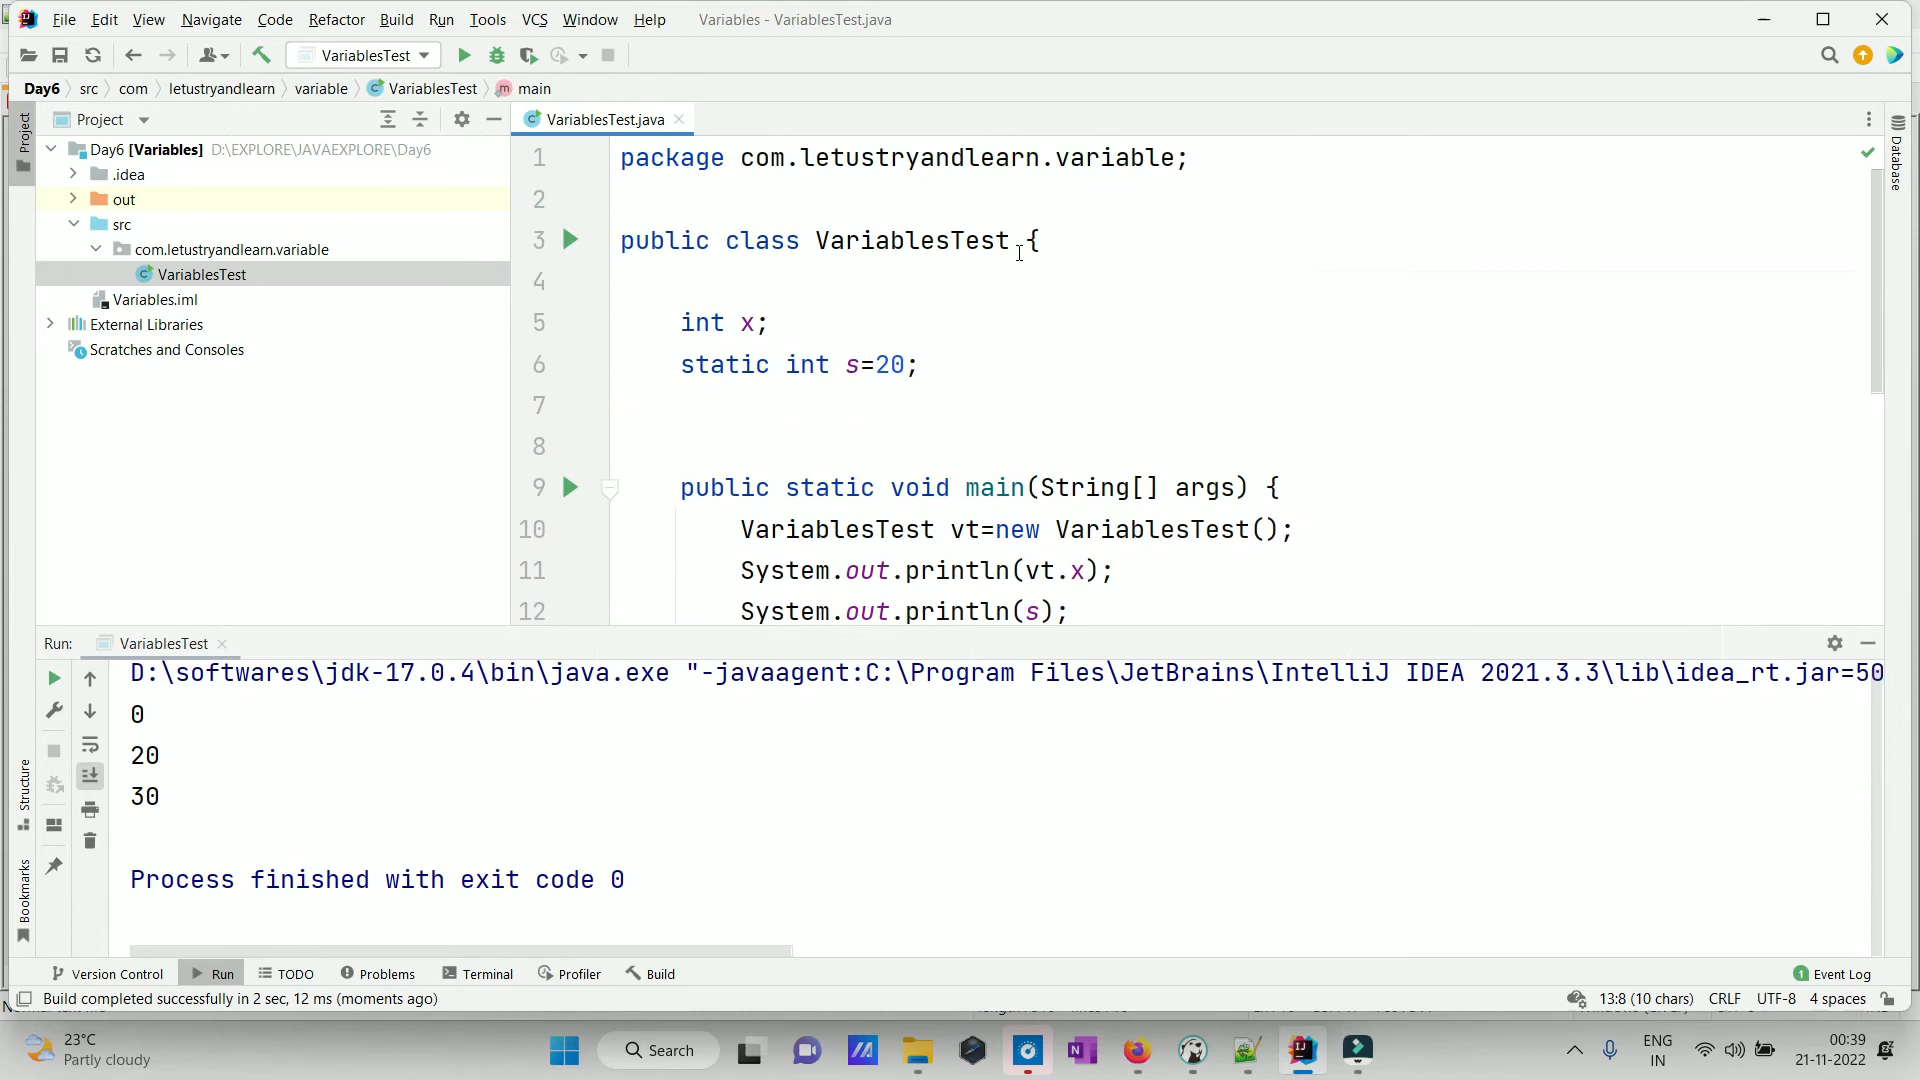 File Edit View Navigate Code Refactor Build Run Tools VCS Window Help Variables - VariablesTest.java
VariablesTest
Day6 src com letustryandlearn variable VariablesTest main
Project
VariablesTest.java
Project
Database
Day6 [Variables] D:\EXPLORE\JAVAEXPLORE\Day6
.idea
out
src
com.letustryandlearn.variable
VariablesTest
Variables.iml
External Libraries
Scratches and Consoles
1 package com.letustryandlearn.variable;
2
3 public class VariablesTest {
4
5 int x;
6 static int s=20;
7
8
9 public static void main(String[] args) {
10 VariablesTest vt=new VariablesTest();
11 System.out.println(vt.x);
12 System.out.println(s);
Run: VariablesTest
D:\softwares\jdk-17.0.4\bin\java.exe "-javaagent:C:\Program Files\JetBrains\IntelliJ IDEA 2021.3.3\lib\idea_rt.jar=50
0
20
30
Process finished with exit code 0
Structure
Bookmarks
Version Control Run TODO Problems Terminal Profiler Build 1 Event Log
Build completed successfully in 2 sec, 12 ms (moments ago) 13:8 (10 chars) CRLF UTF-8 4 spaces
23°C
Partly cloudy
Search
ENG
IN
00:39
21-11-2022